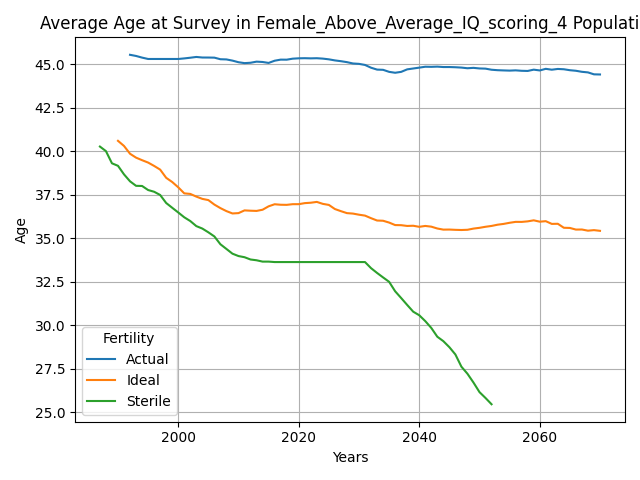 Average Age at Survey in Female_Above_Average_IQ_scoring_4 Populati
Age
45.0
42.5
40.0
37.5
35.0
32.5
30.0
27.5
25.0
Fertility
Actual
Ideal
Sterile
2000
2020
2040
2060
Years